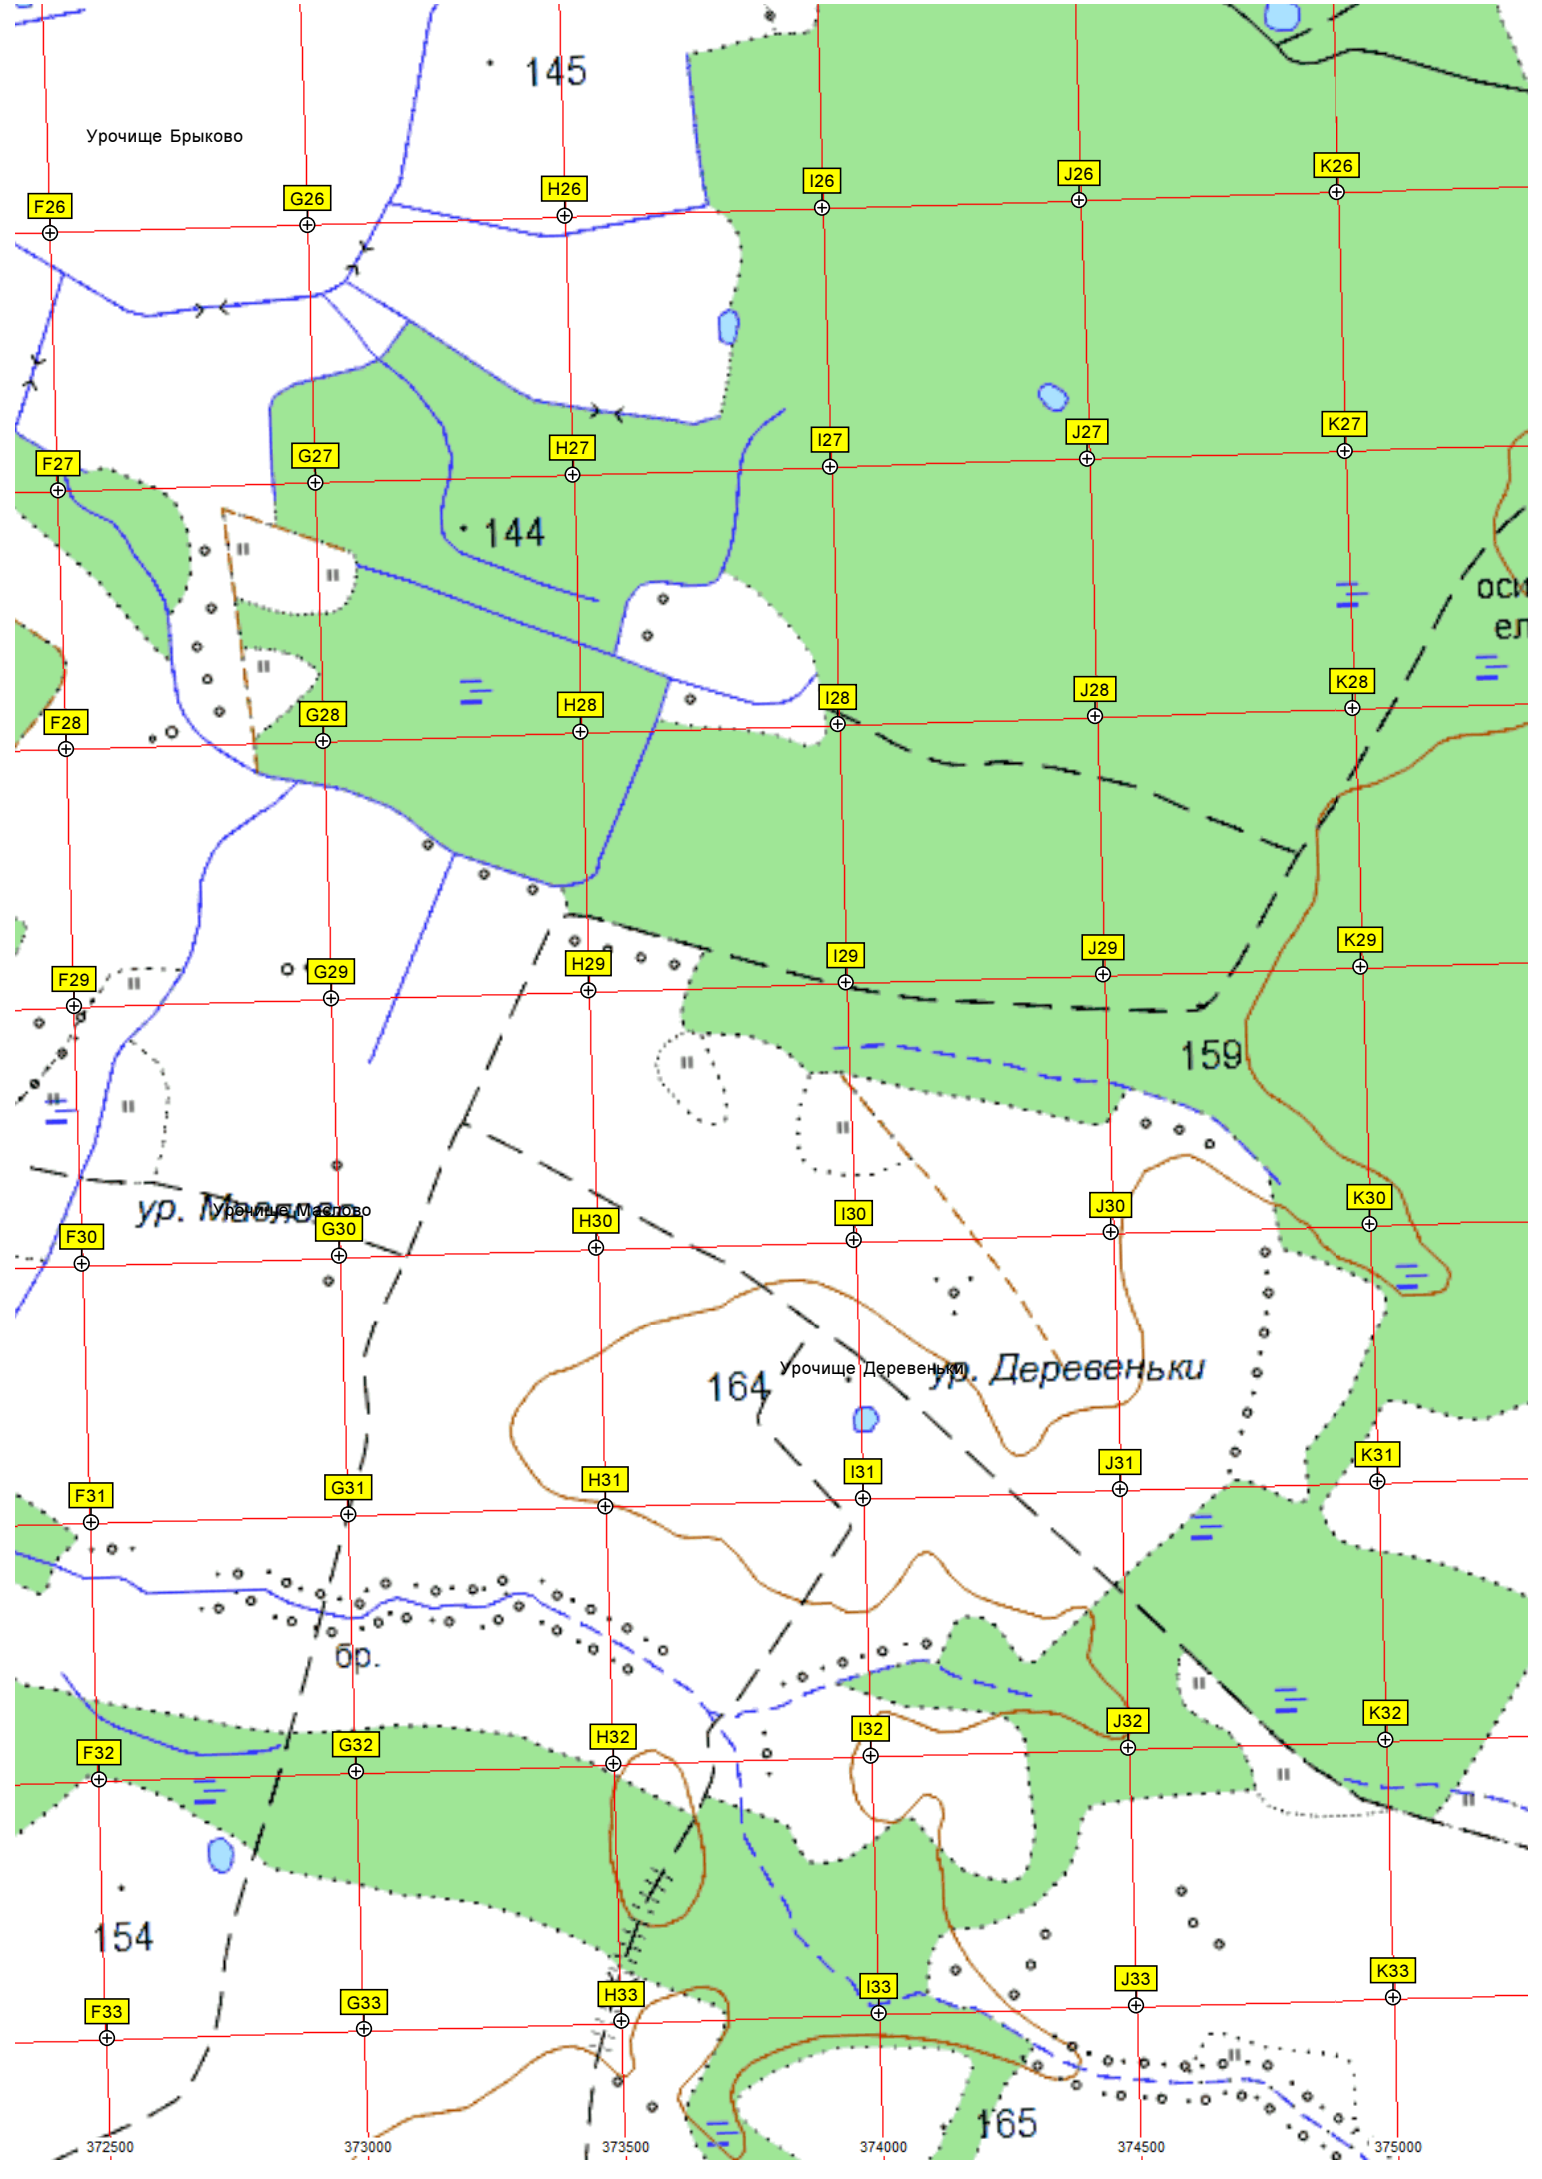 145
Урочище Брыково
F26 G26 H26 I26 J26 K26
F27 G27 H27 I27 J27 K27
144
F28 G28 H28 I28 J28 K28
F29 G29 H29 I29 J29 K29
159
ур. Маслово
Урочище Маслово
F30 G30 H30 I30 J30 K30
164
Урочище Деревеньки
ур. Деревеньки
F31 G31 H31 I31 J31 K31
бр.
F32 G32 H32 I32 J32 K32
154
F33 G33 H33 I33 J33 K33
165
372500 373000 373500 374000 374500 375000